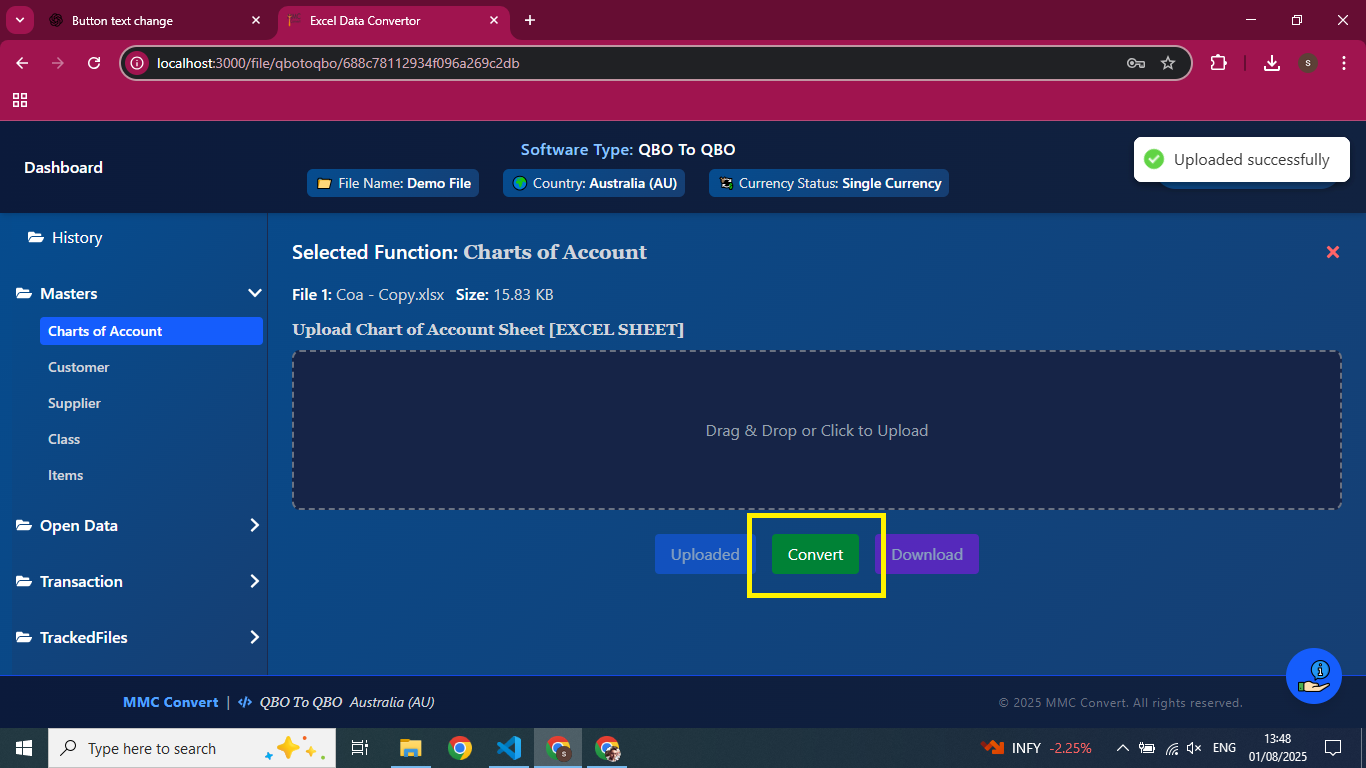 Button text change
Excel Data Convertor
localhost:3000/file/qbotoqbo/688c78112934f096a269c2db
S
Dashboard
Software Type: QBO To QBO
File Name: Demo File
Country: Australia (AU)
Currency Status: Single Currency
Uploaded successfully
History
Masters
Charts of Account
Customer
Supplier
Class
Items
Open Data
Transaction
TrackedFiles
Selected Function: Charts of Account
File 1: Coa - Copy.xlsx Size: 15.83 KB
Upload Chart of Account Sheet [EXCEL SHEET]
Drag & Drop or Click to Upload
Uploaded
Convert
Download
MMC Convert | QBO To QBO Australia (AU)
© 2025 MMC Convert. All rights reserved.
Type here to search
INFY -2.25%
ENG
13:48
01/08/2025